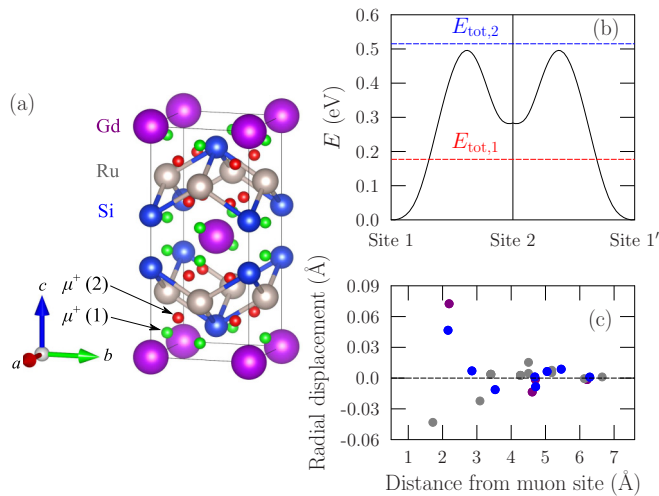 (a)
Gd
Ru
Si
μ⁺ (2)
μ⁺ (1)
c
b
a
(b)
E_tot,2
E_tot,1
E (eV)
0.6
0.5
0.4
0.3
0.2
0.1
0.0
Site 1
Site 2
Site 1′
(c)
Radial displacement (Å)
0.09
0.06
0.03
0.00
-0.03
-0.06
1 2 3 4 5 6 7
Distance from muon site (Å)